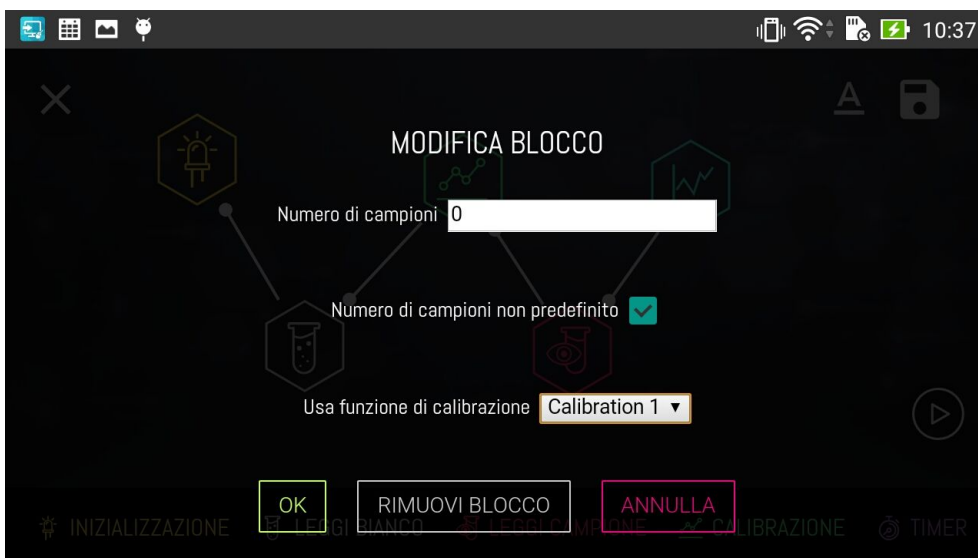 10:37
A
MODIFICA BLOCCO
Numero di campioni 0
Numero di campioni non predefinito
Usa funzione di calibrazione Calibration 1
OK RIMUOVI BLOCCO ANNULLA
INIZIALIZZAZIONE LEGGI BIANCO LEGGI CAMPIONE CALIBRAZIONE TIMER